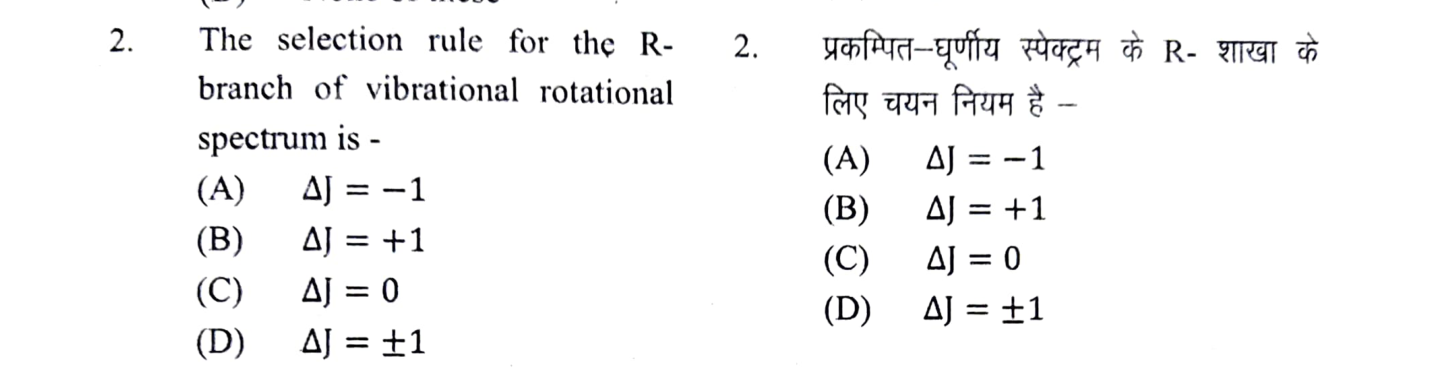 2. The selection rule for the R-
branch of vibrational rotational
spectrum is -
(A) ΔJ = −1
(B) ΔJ = +1
(C) ΔJ = 0
(D) ΔJ = ±1
2. प्रकम्पित–घूर्णीय स्पेक्ट्रम के R- शाखा के
लिए चयन नियम है –
(A) ΔJ = −1
(B) ΔJ = +1
(C) ΔJ = 0
(D) ΔJ = ±1